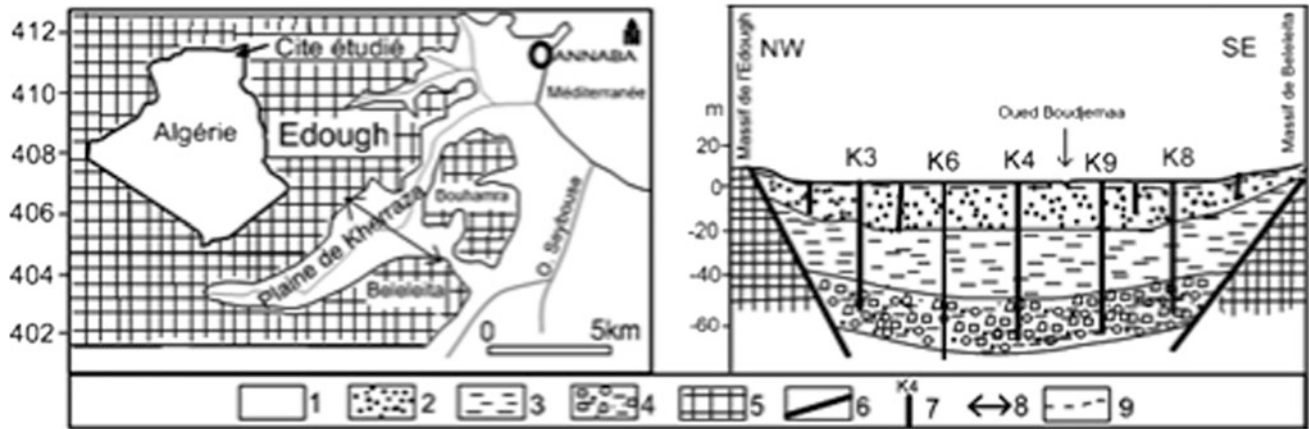 412
410
408
406
404
402
Cite étudié
Algérie
Edough
ANNABA
Méditerranée
Bouhamra
Plaine de Kherraza
Beleleita
O. Seybouse
0 5km
NW SE
Massif de l'Edough
Massif de Beleleita
m
20
0
-20
-40
-60
Oued Boudjemaa
K3 K6 K4 K9 K8
1 2 3 4 5 6 K4 7 8 9